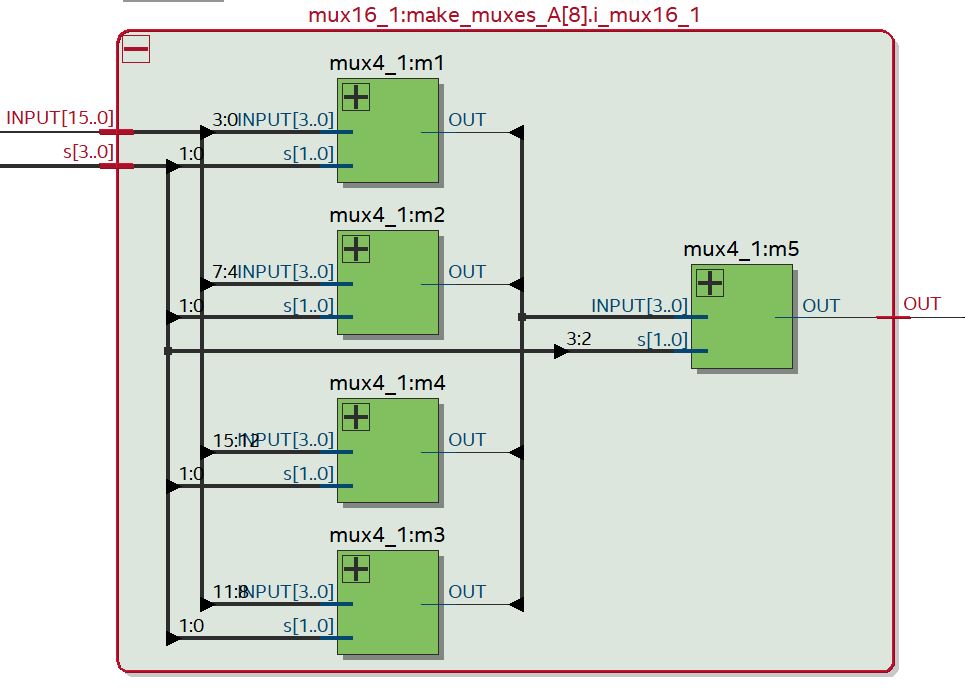 mux16_1:make_muxes_A[8].i_mux16_1
mux4_1:m1
INPUT[15..0]
3:0 INPUT[3..0]
OUT
s[3..0]
1:0
s[1..0]
mux4_1:m2
7:4 INPUT[3..0]
OUT
1:0
s[1..0]
mux4_1:m5
INPUT[3..0]
OUT
OUT
3:2
s[1..0]
mux4_1:m4
15:12 INPUT[3..0]
OUT
1:0
s[1..0]
mux4_1:m3
11:8 INPUT[3..0]
OUT
1:0
s[1..0]